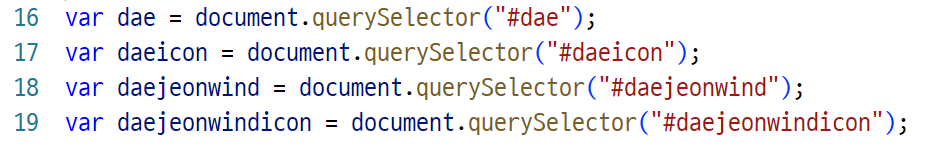 16 var dae = document.querySelector("#dae");
17 var daeicon = document.querySelector("#daeicon");
18 var daejeonwind = document.querySelector("#daejeonwind");
19 var daejeonwindicon = document.querySelector("#daejeonwindicon");